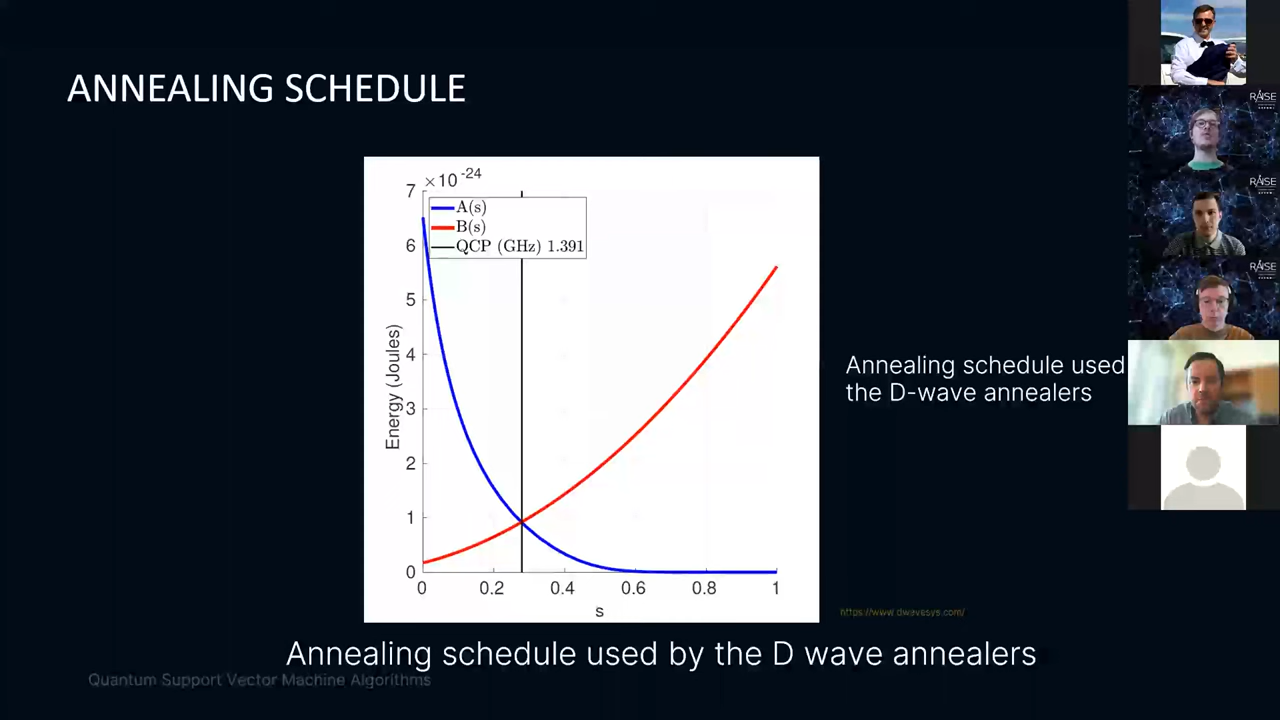 ANNEALING SCHEDULE
×10 -24
7
6
5
4
3
2
1
0
Energy (Joules)
A(s)
B(s)
QCP (GHz) 1.391
0 0.2 0.4 0.6 0.8 1
s
Annealing schedule used
the D-wave annealers
https://www.dwavesys.com/
Annealing schedule used by the D wave annealers
Quantum Support Vector Machine Algorithms
RAISE
RAISE
RAISE